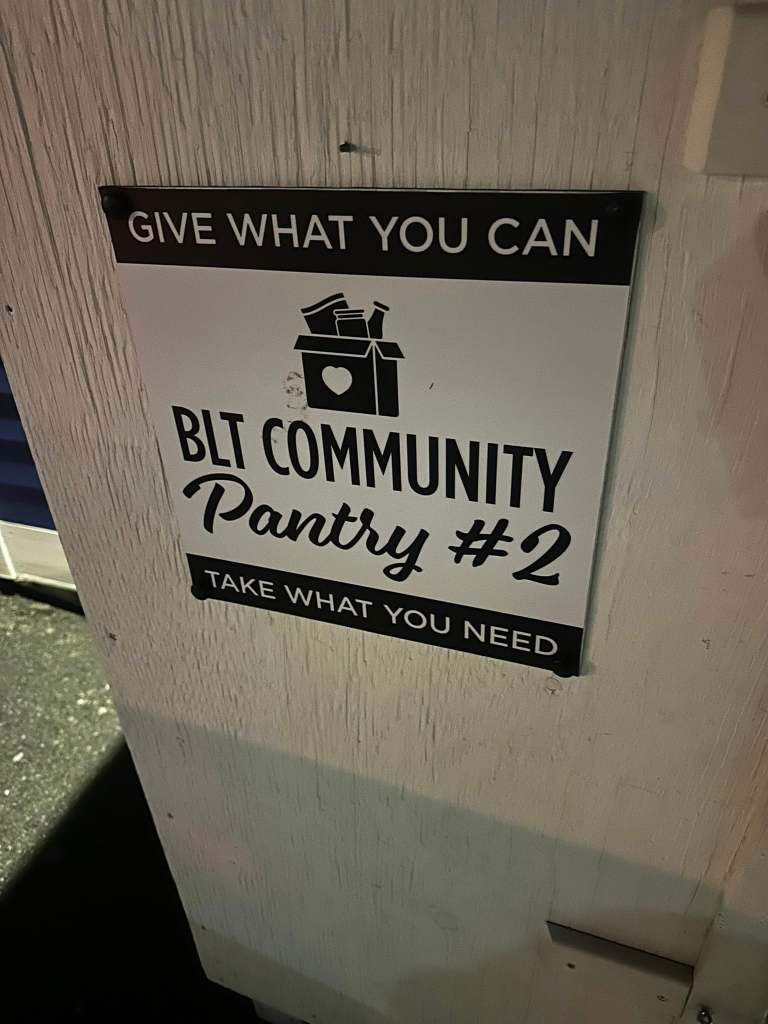 GIVE WHAT YOU CAN
BLT COMMUNITY
Pantry #2
TAKE WHAT YOU NEED